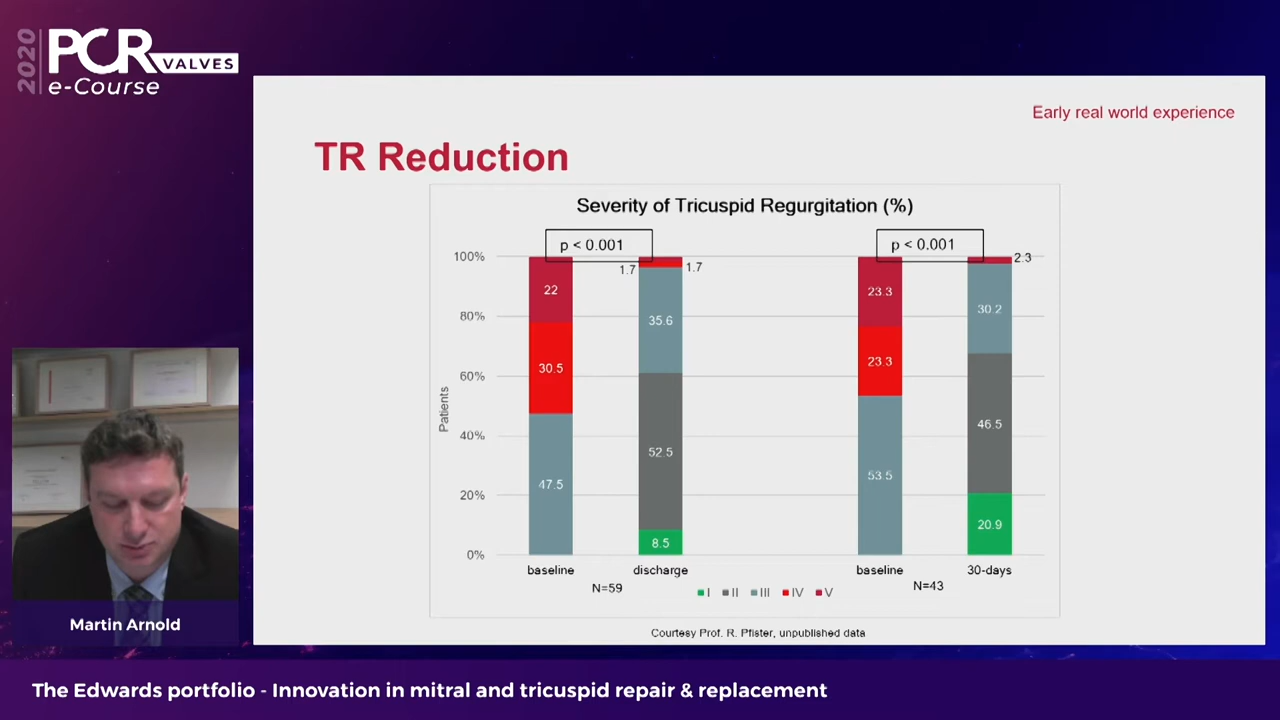 2020
PCR
VALVES
e-Course
Early real world experience
TR Reduction
Severity of Tricuspid Regurgitation (%)
p < 0.001
p < 0.001
100%
80%
60%
40%
20%
0%
Patients
22
30.5
47.5
1.7
1.7
35.6
52.5
8.5
23.3
23.3
53.5
2.3
30.2
46.5
20.9
baseline
discharge
baseline
30-days
N=59
N=43
I II III IV V
Courtesy Prof. R. Pfister, unpublished data
Martin Arnold
The Edwards portfolio - Innovation in mitral and tricuspid repair & replacement